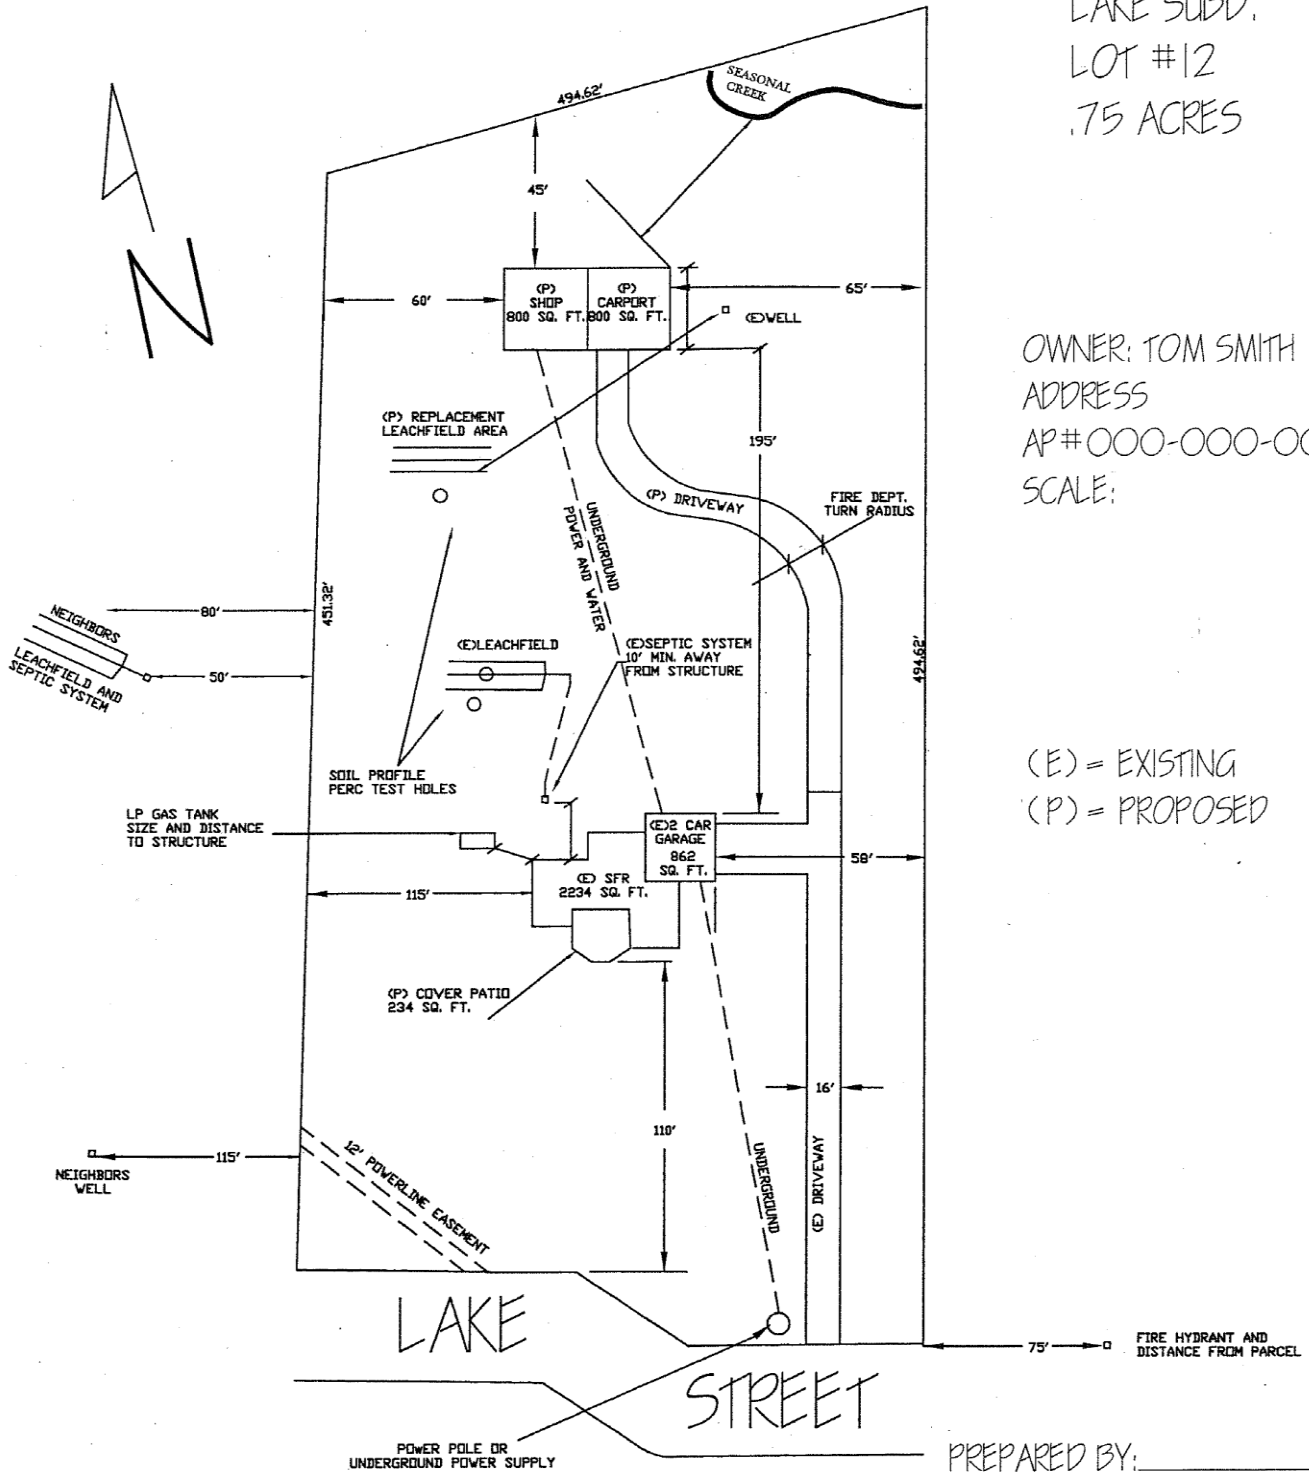 LAKE SUBD.
LOT #12
.75 ACRES
SEASONAL
CREEK
494.62'
45'
N
60'
(P)
SHOP
800 SQ. FT.
(P)
CARPORT
800 SQ. FT.
65'
(E)WELL
OWNER: TOM SMITH
ADDRESS
AP#000-000-00
SCALE:
(P) REPLACEMENT
LEACHFIELD AREA
195'
(P) DRIVEWAY
FIRE DEPT.
TURN RADIUS
UNDERGROUND
POWER AND WATER
451.32'
80'
NEIGHBORS
LEACHFIELD AND
SEPTIC SYSTEM
50'
(E)LEACHFIELD
(E)SEPTIC SYSTEM
10' MIN. AWAY
FROM STRUCTURE
494.62'
SOIL PROFILE
PERC TEST HOLES
(E) = EXISTING
(P) = PROPOSED
LP GAS TANK
SIZE AND DISTANCE
TO STRUCTURE
(E)2 CAR
GARAGE
862
SQ. FT.
58'
115'
(E) SFR
2234 SQ. FT.
(P) COVER PATIO
234 SQ. FT.
16'
110'
NEIGHBORS
WELL
115'
12' POWERLINE EASEMENT
UNDERGROUND
(E) DRIVEWAY
LAKE
STREET
75'
FIRE HYDRANT AND
DISTANCE FROM PARCEL
POWER POLE OR
UNDERGROUND POWER SUPPLY
PREPARED BY: